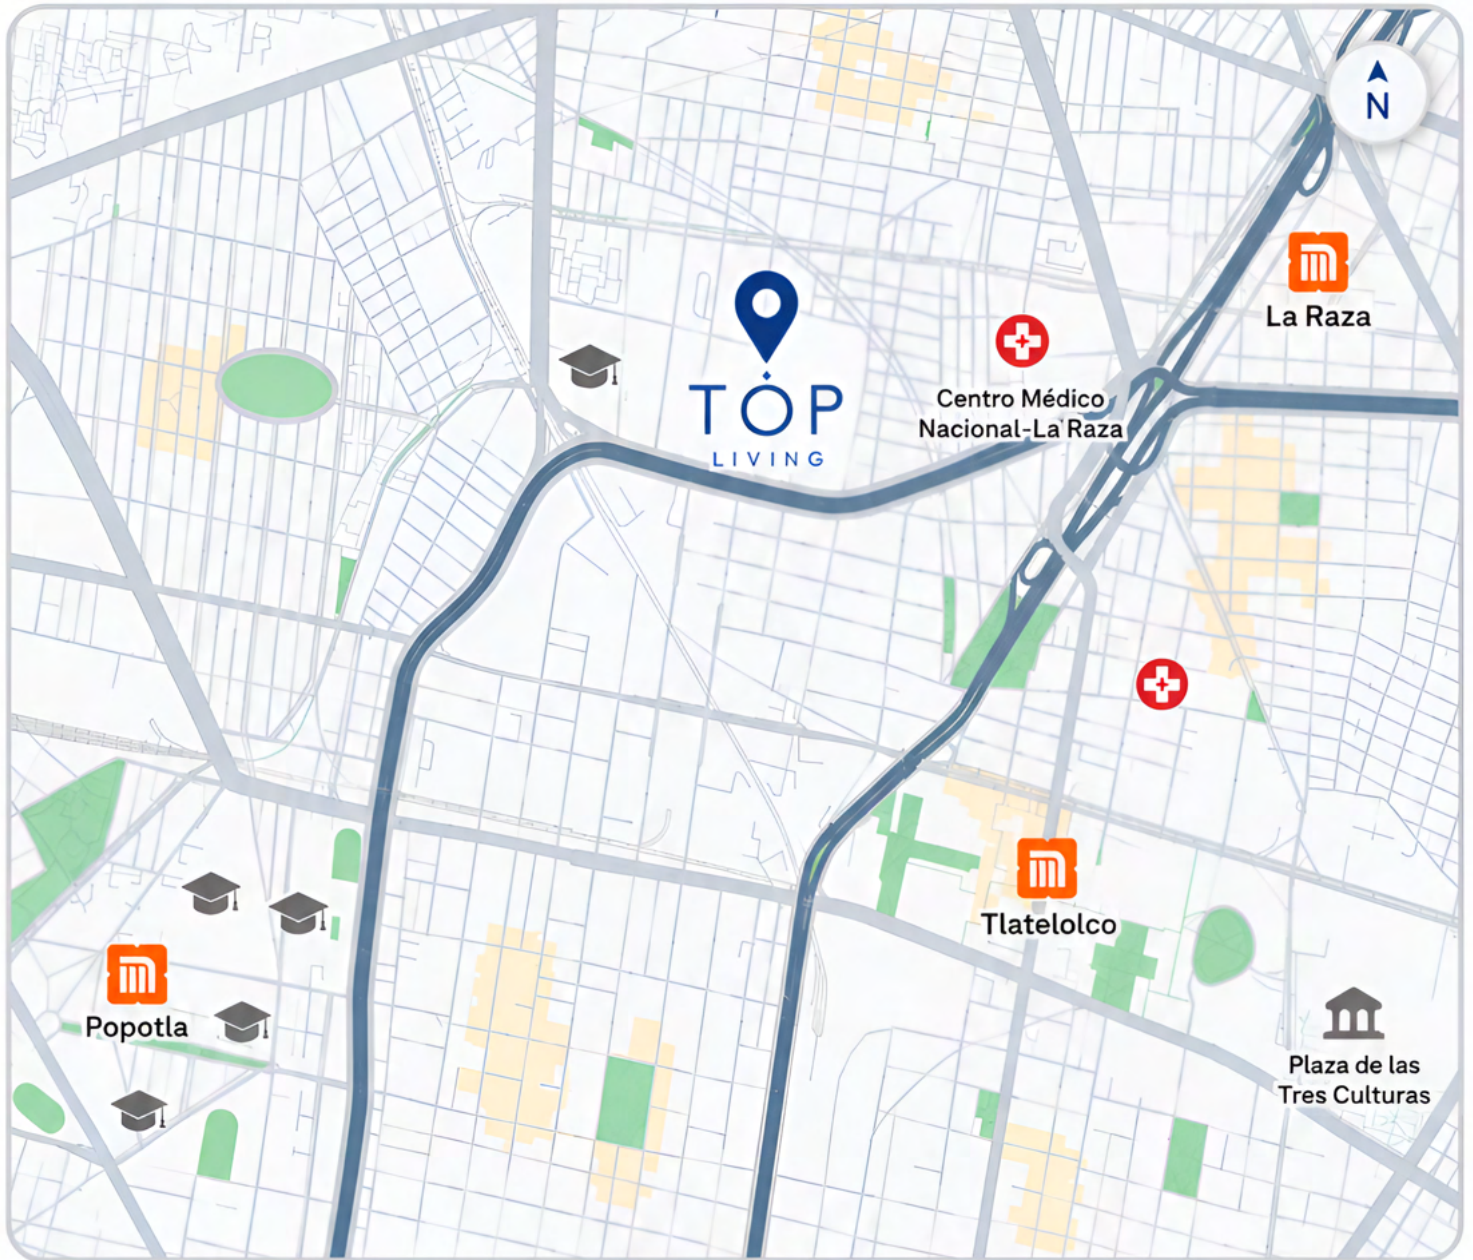 N
La Raza
Centro Médico
Nacional-La Raza
TOP
LIVING
Tlatelolco
Popotla
Plaza de las
Tres Culturas